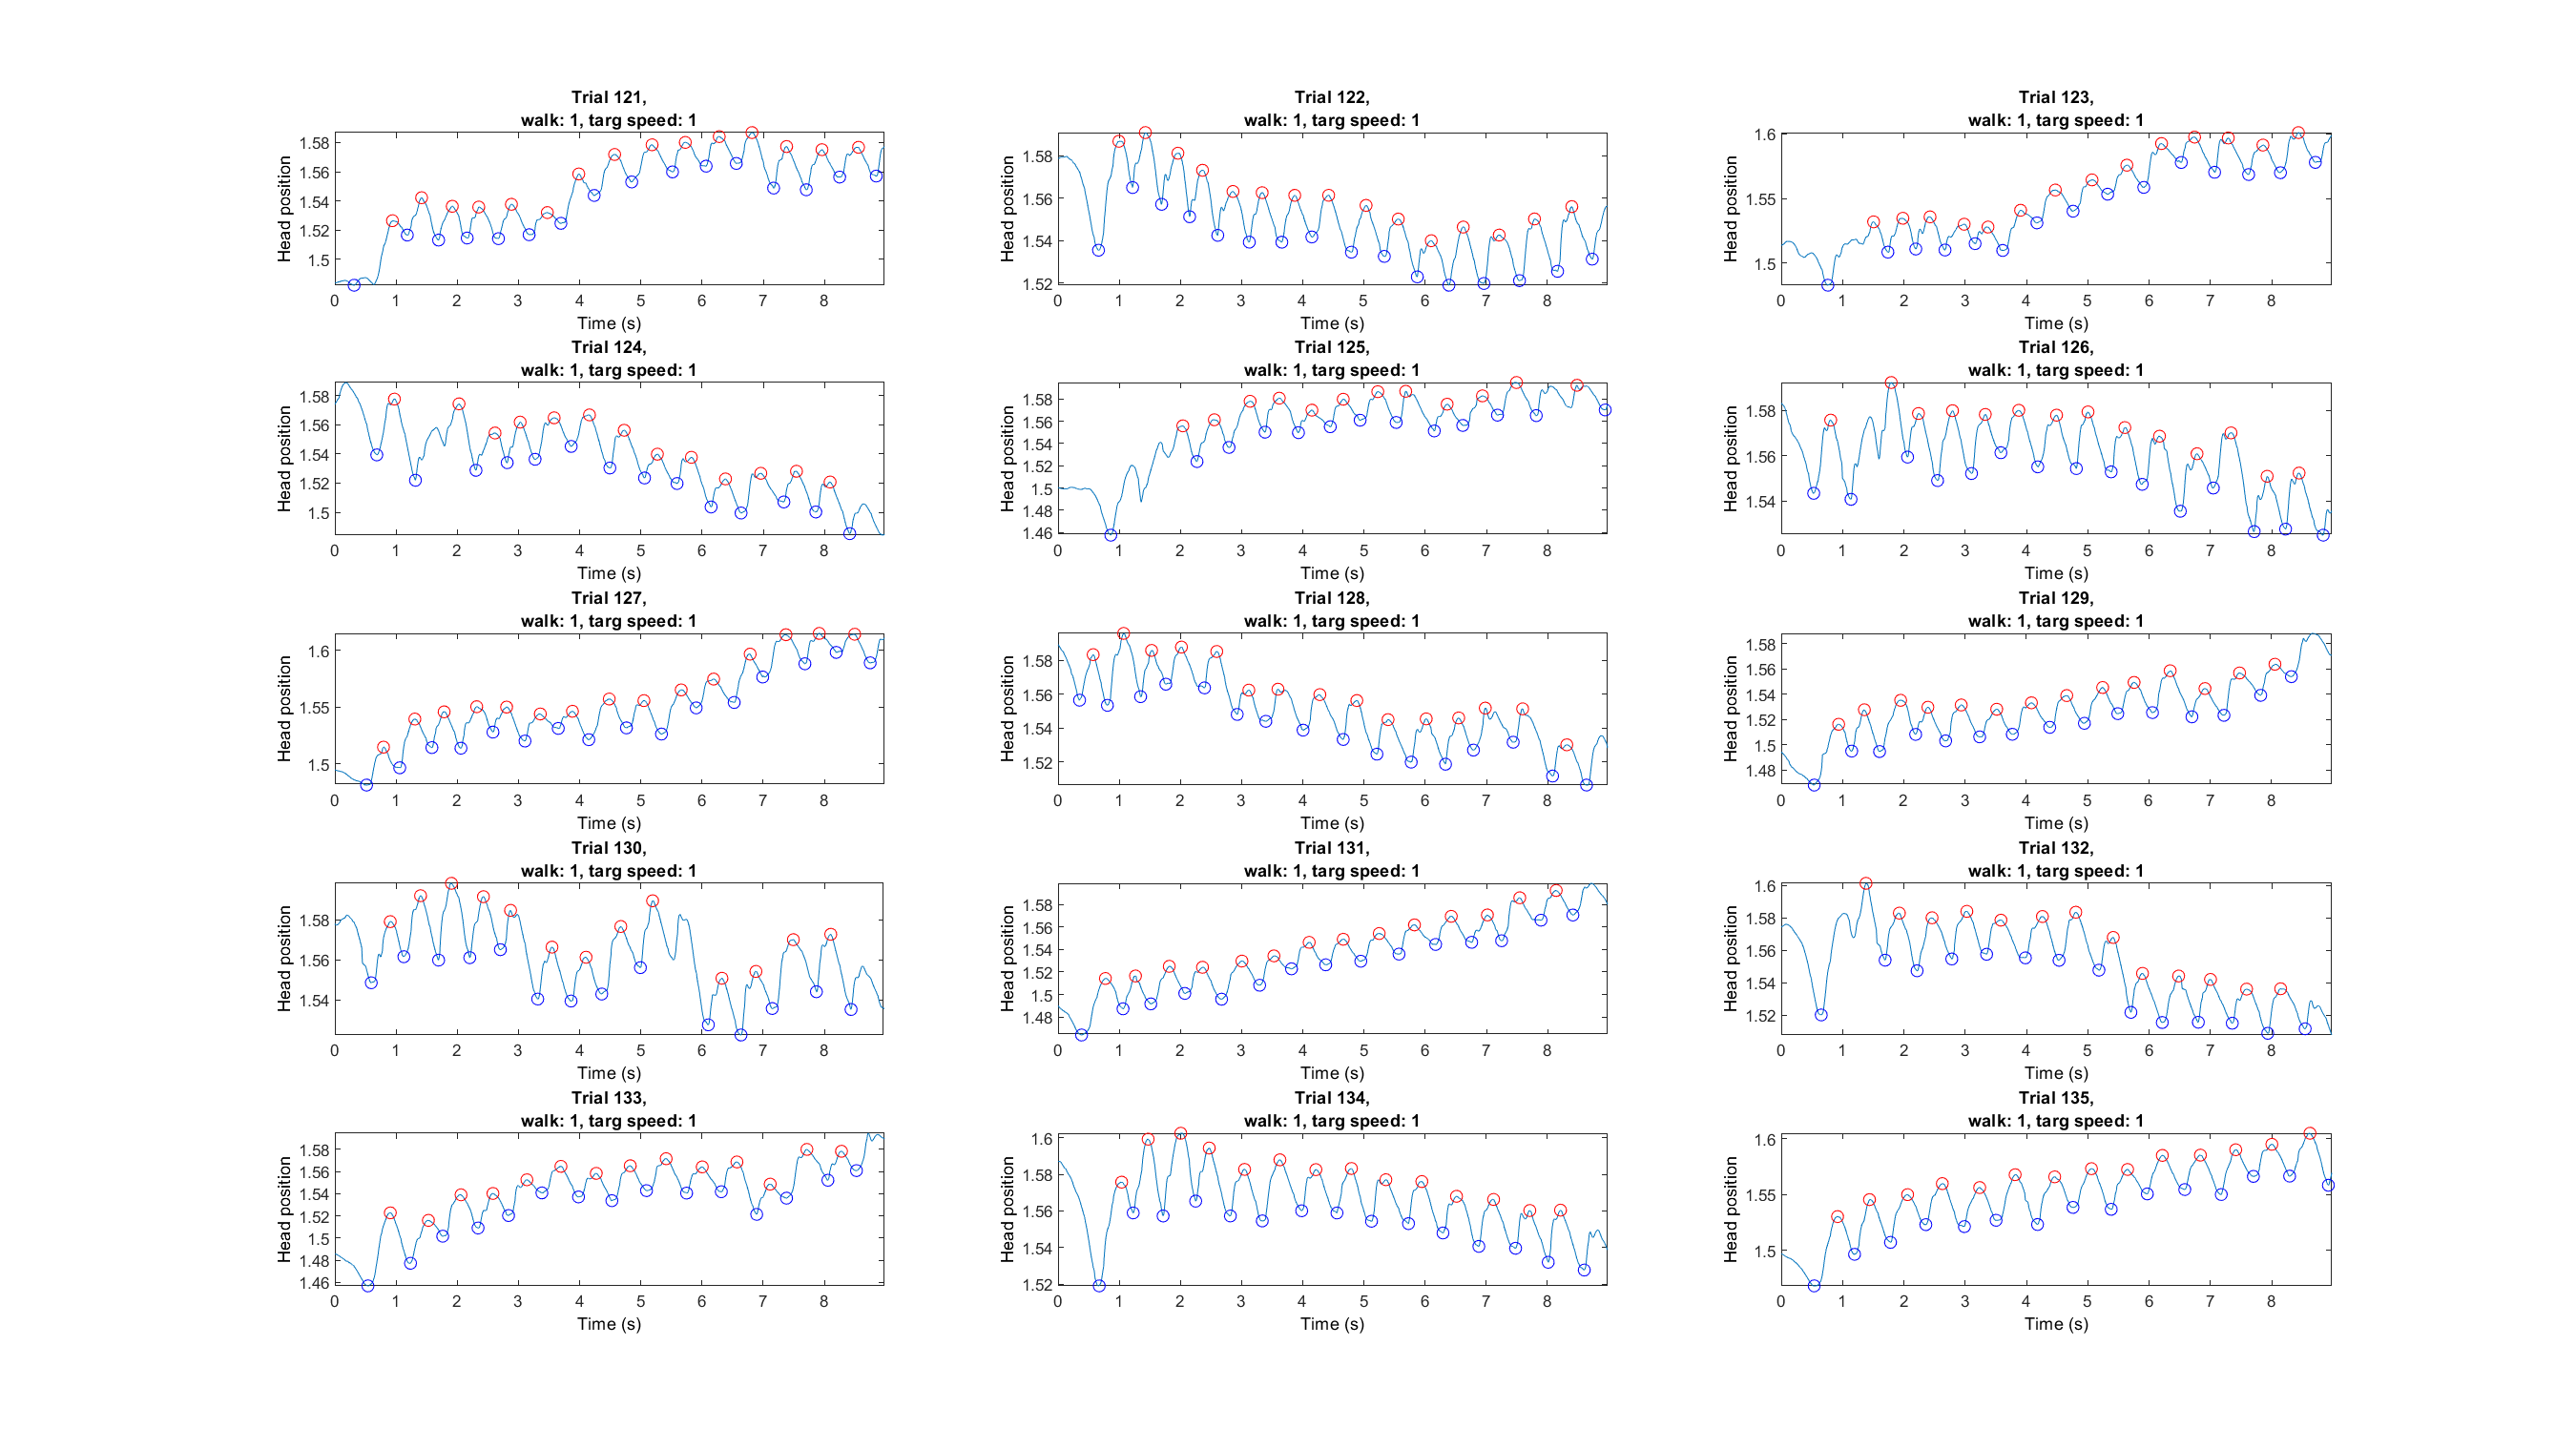 Trial 121,
walk: 1, targ speed: 1
Head position
1.58
1.56
1.54
1.52
1.5
0 1 2 3 4 5 6 7 8
Time (s)
Trial 122,
walk: 1, targ speed: 1
Head position
1.58
1.56
1.54
1.52
0 1 2 3 4 5 6 7 8
Time (s)
Trial 123,
walk: 1, targ speed: 1
Head position
1.6
1.55
1.5
0 1 2 3 4 5 6 7 8
Time (s)
Trial 124,
walk: 1, targ speed: 1
Head position
1.58
1.56
1.54
1.52
1.5
0 1 2 3 4 5 6 7 8
Time (s)
Trial 125,
walk: 1, targ speed: 1
Head position
1.58
1.56
1.54
1.52
1.5
1.48
1.46
0 1 2 3 4 5 6 7 8
Time (s)
Trial 126,
walk: 1, targ speed: 1
Head position
1.58
1.56
1.54
0 1 2 3 4 5 6 7 8
Time (s)
Trial 127,
walk: 1, targ speed: 1
Head position
1.6
1.55
1.5
0 1 2 3 4 5 6 7 8
Time (s)
Trial 128,
walk: 1, targ speed: 1
Head position
1.58
1.56
1.54
1.52
0 1 2 3 4 5 6 7 8
Time (s)
Trial 129,
walk: 1, targ speed: 1
Head position
1.58
1.56
1.54
1.52
1.5
1.48
0 1 2 3 4 5 6 7 8
Time (s)
Trial 130,
walk: 1, targ speed: 1
Head position
1.58
1.56
1.54
0 1 2 3 4 5 6 7 8
Time (s)
Trial 131,
walk: 1, targ speed: 1
Head position
1.58
1.56
1.54
1.52
1.5
1.48
0 1 2 3 4 5 6 7 8
Time (s)
Trial 132,
walk: 1, targ speed: 1
Head position
1.6
1.58
1.56
1.54
1.52
0 1 2 3 4 5 6 7 8
Time (s)
Trial 133,
walk: 1, targ speed: 1
Head position
1.58
1.56
1.54
1.52
1.5
1.48
1.46
0 1 2 3 4 5 6 7 8
Time (s)
Trial 134,
walk: 1, targ speed: 1
Head position
1.6
1.58
1.56
1.54
1.52
0 1 2 3 4 5 6 7 8
Time (s)
Trial 135,
walk: 1, targ speed: 1
Head position
1.6
1.55
1.5
0 1 2 3 4 5 6 7 8
Time (s)